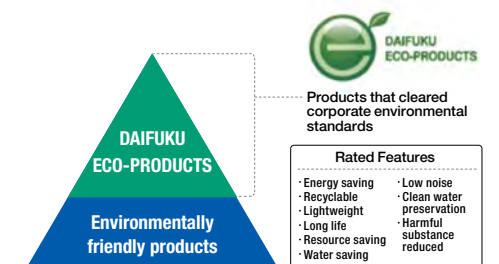 DAIFUKU
ECO-PRODUCTS
Products that cleared
corporate environmental
standards
DAIFUKU
ECO-PRODUCTS
Environmentally
friendly products
Rated Features
· Energy saving
· Recyclable
· Lightweight
· Long life
· Resource saving
· Water saving
· Low noise
· Clean water
preservation
· Harmful
substance
reduced